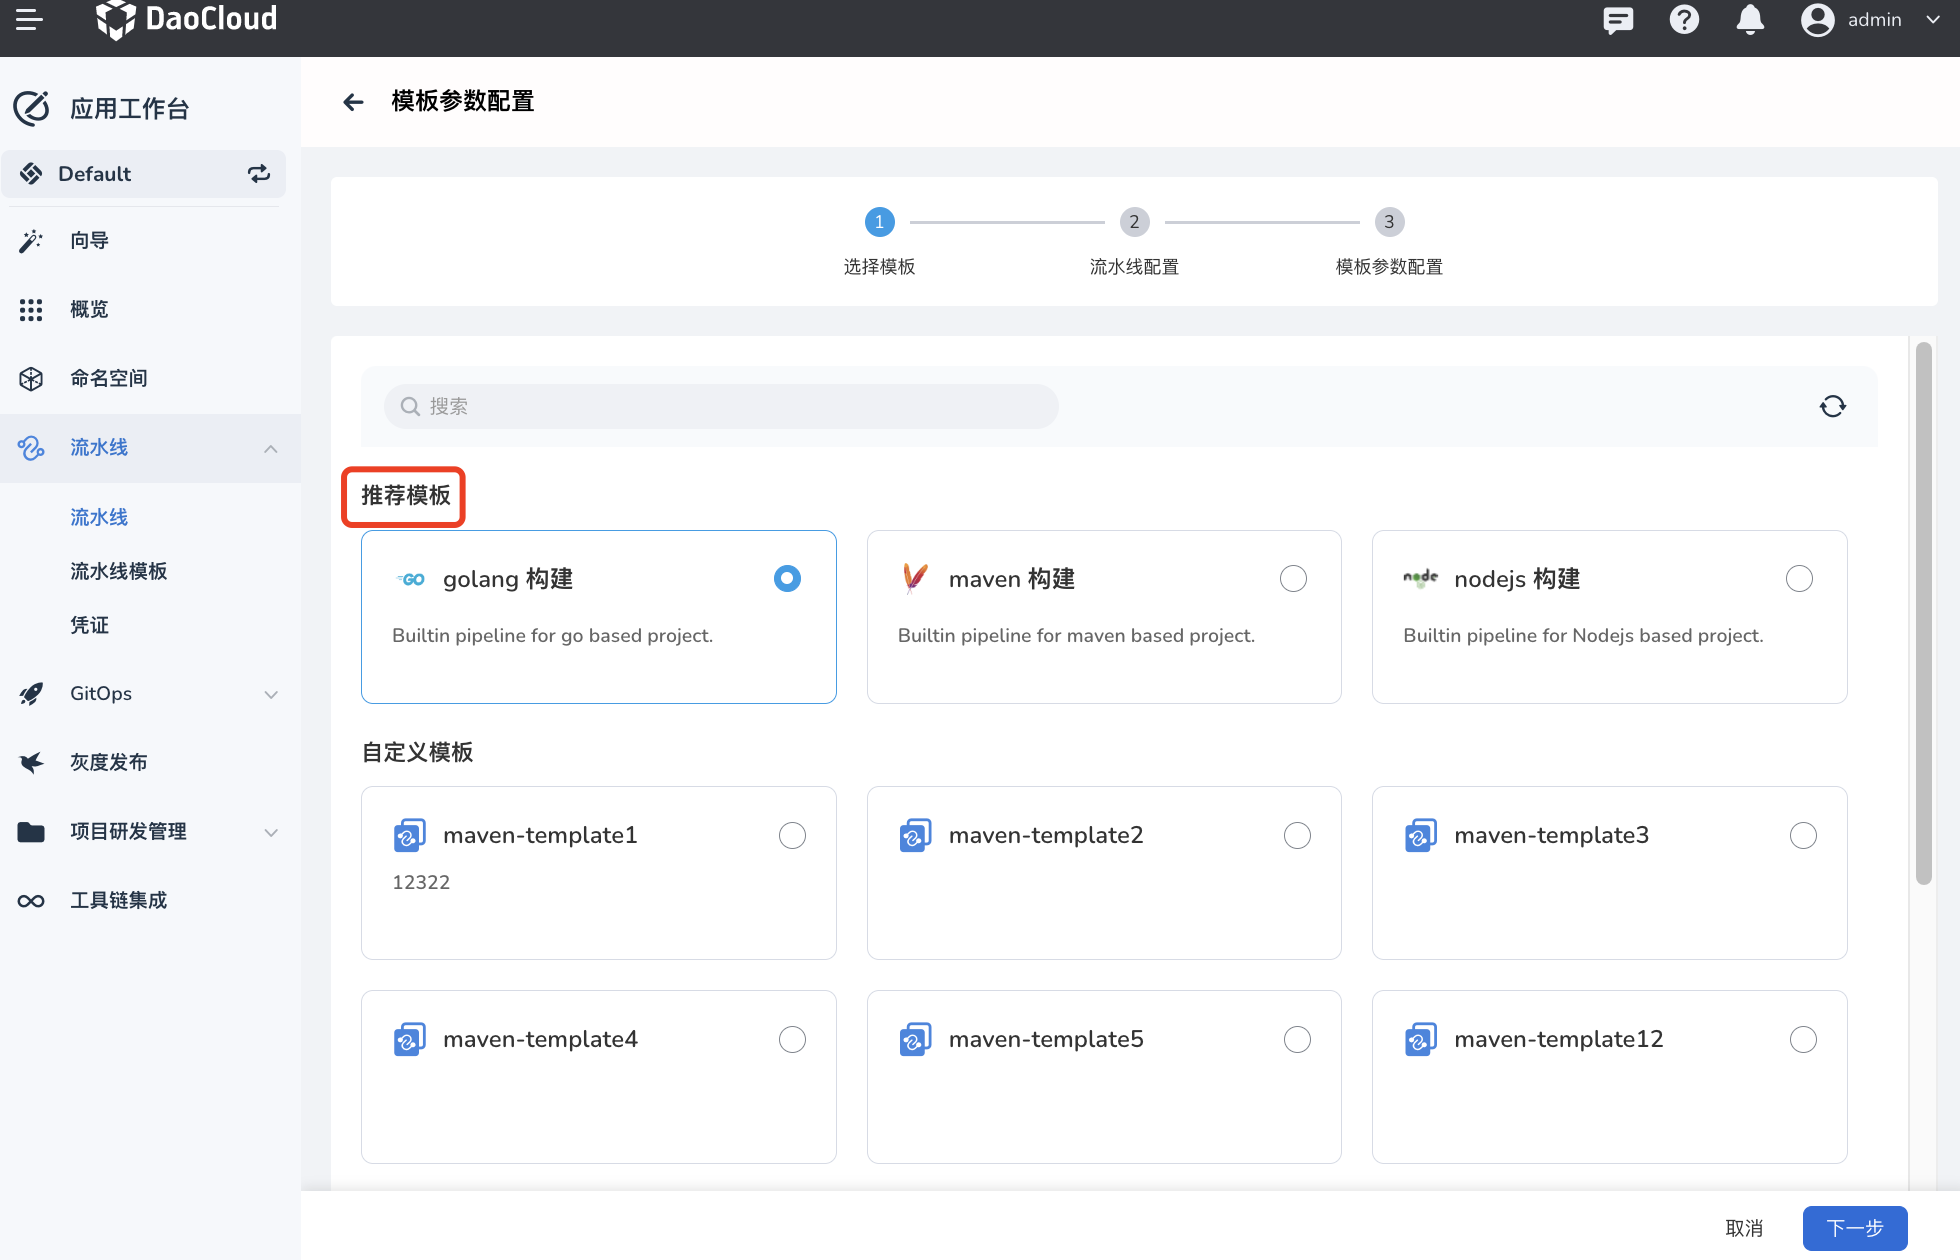 DaoCloud
admin
应用工作台
Default
向导
概览
命名空间
流水线
流水线
流水线模板
凭证
GitOps
灰度发布
项目研发管理
工具链集成
模板参数配置
1 2 3
选择模板 流水线配置 模板参数配置
搜索
推荐模板
GO golang 构建
Builtin pipeline for go based project.
maven 构建
Builtin pipeline for maven based project.
node nodejs 构建
Builtin pipeline for Nodejs based project.
自定义模板
maven-template1
12322
maven-template2
maven-template3
maven-template4
maven-template5
maven-template12
取消 下一步